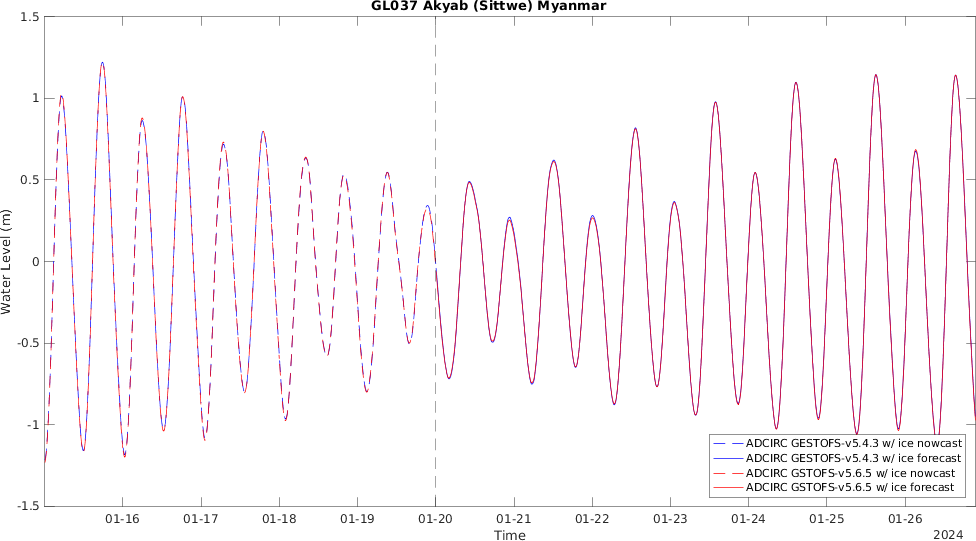 GL037 Akyab (Sittwe) Myanmar
Water Level (m)
1.5
1
0.5
0
-0.5
-1
-1.5
ADCIRC GESTOFS-v5.4.3 w/ ice nowcast
ADCIRC GESTOFS-v5.4.3 w/ ice forecast
ADCIRC GSTOFS-v5.6.5 w/ ice nowcast
ADCIRC GSTOFS-v5.6.5 w/ ice forecast
01-16 01-17 01-18 01-19 01-20 01-21 01-22 01-23 01-24 01-25 01-26
Time
2024